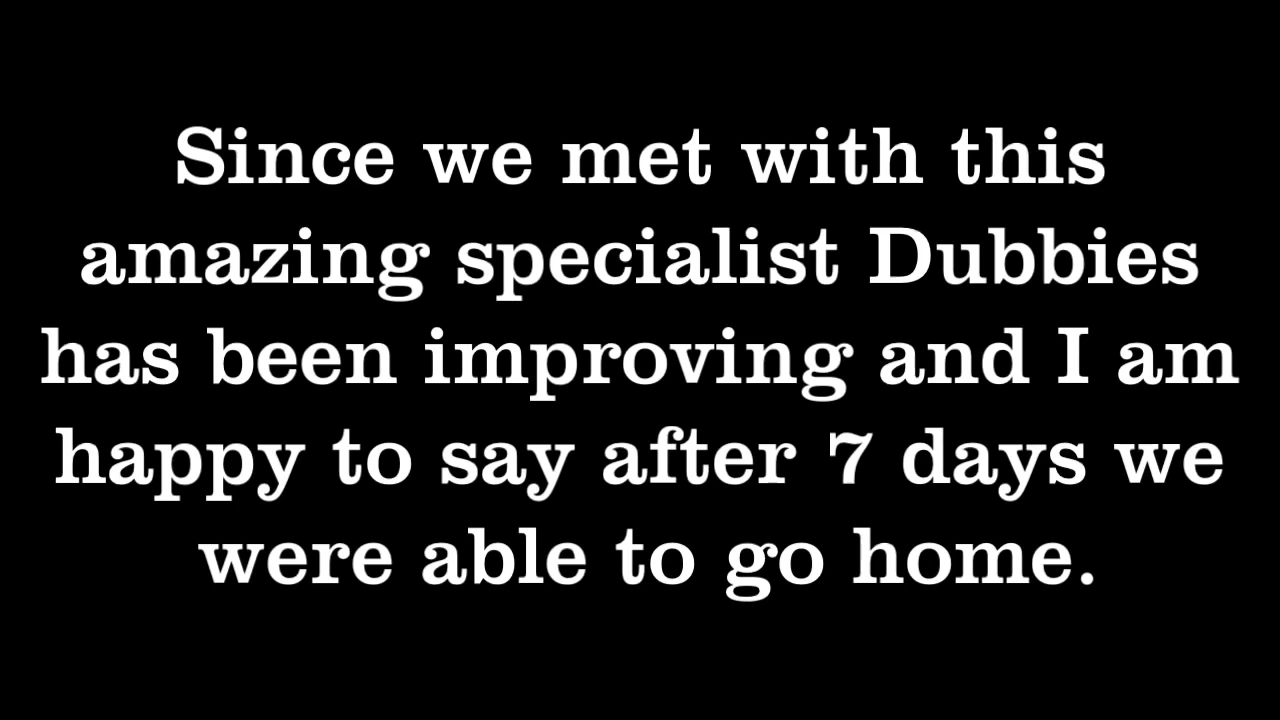 Since we met with this
amazing specialist Dubbies
has been improving and I am
happy to say after 7 days we
were able to go home.